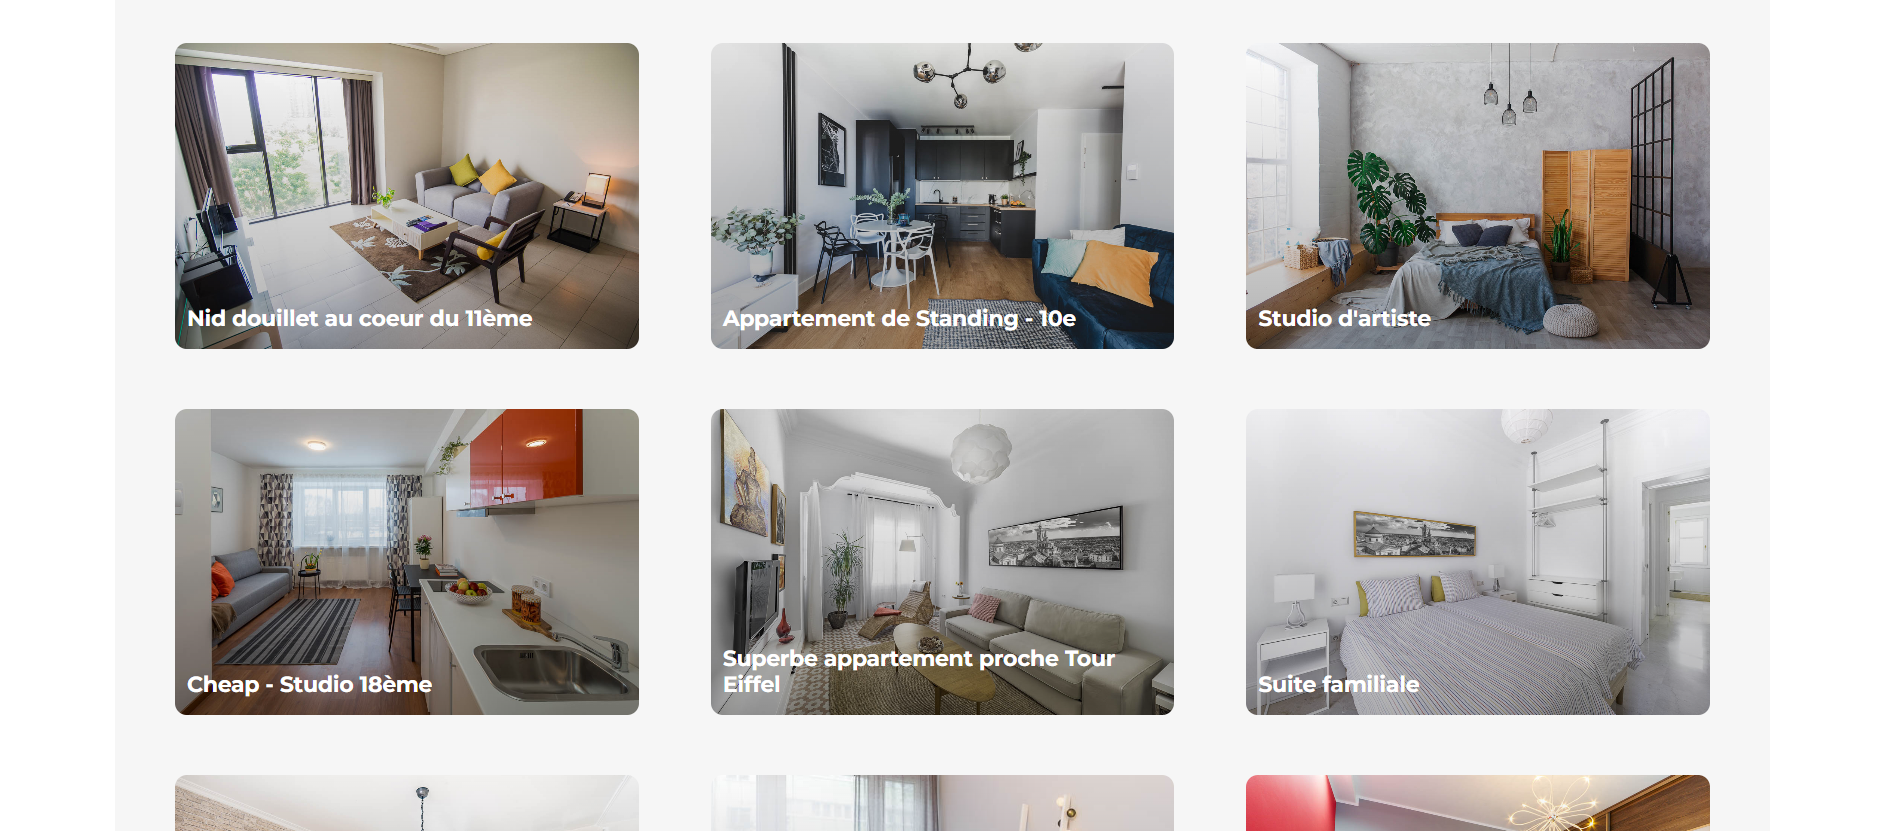 Nid douillet au coeur du 11ème
Appartement de Standing - 10e
Studio d'artiste
Cheap - Studio 18ème
Superbe appartement proche Tour
Eiffel
Suite familiale